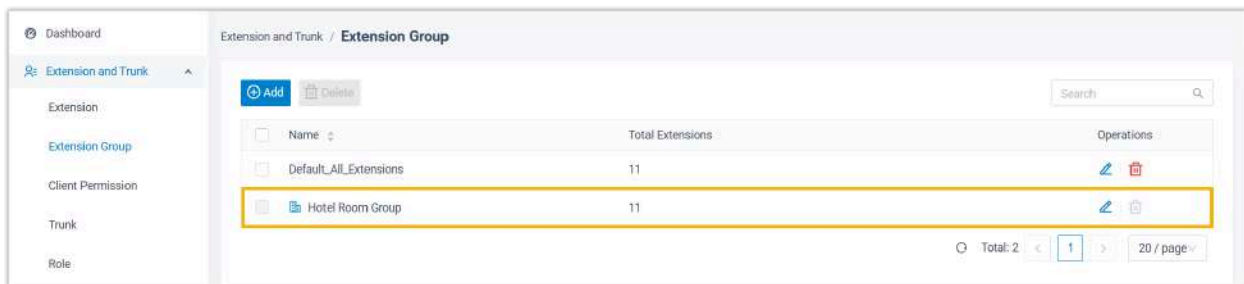 Dashboard
Extension and Trunk / Extension Group
Extension and Trunk
Add Delete Search
Extension
Name Total Extensions Operations
Extension Group
Default_All_Extensions 11
Client Permission
Hotel Room Group 11
Trunk
Total: 2 < 1 > 20 / page
Role